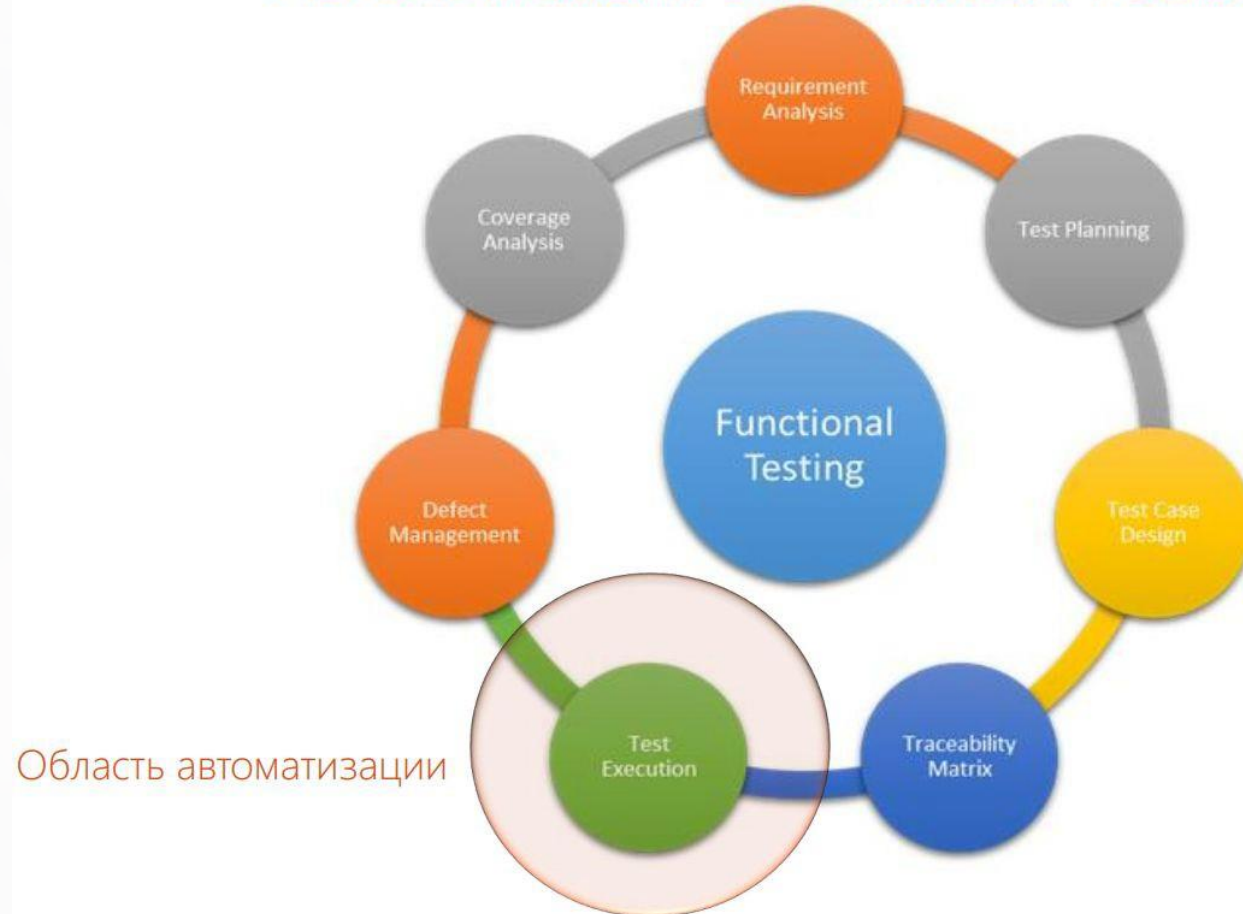 Requirement
Analysis
Coverage
Analysis
Test Planning
Functional
Testing
Defect
Management
Test Case
Design
Test
Execution
Traceability
Matrix
Область автоматизации